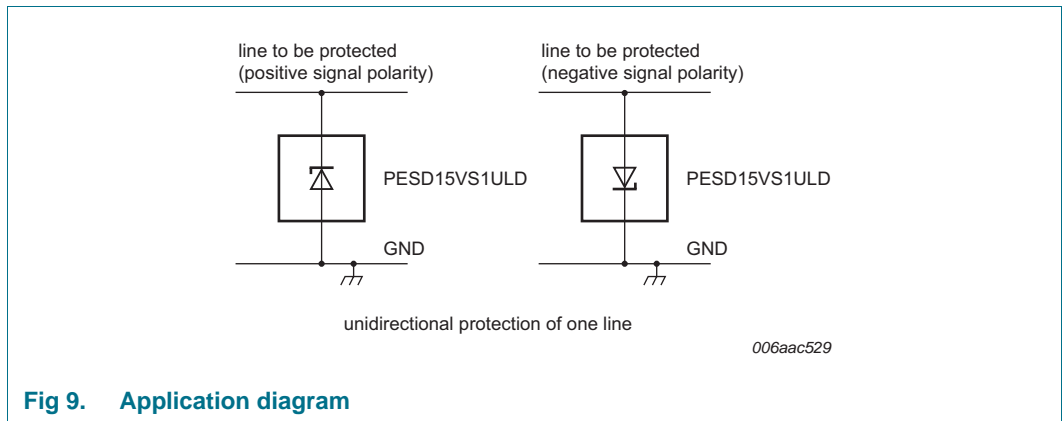 line to be protected
(positive signal polarity)
line to be protected
(negative signal polarity)
PESD15VS1ULD
PESD15VS1ULD
GND
GND
unidirectional protection of one line
006aac529
Fig 9. Application diagram